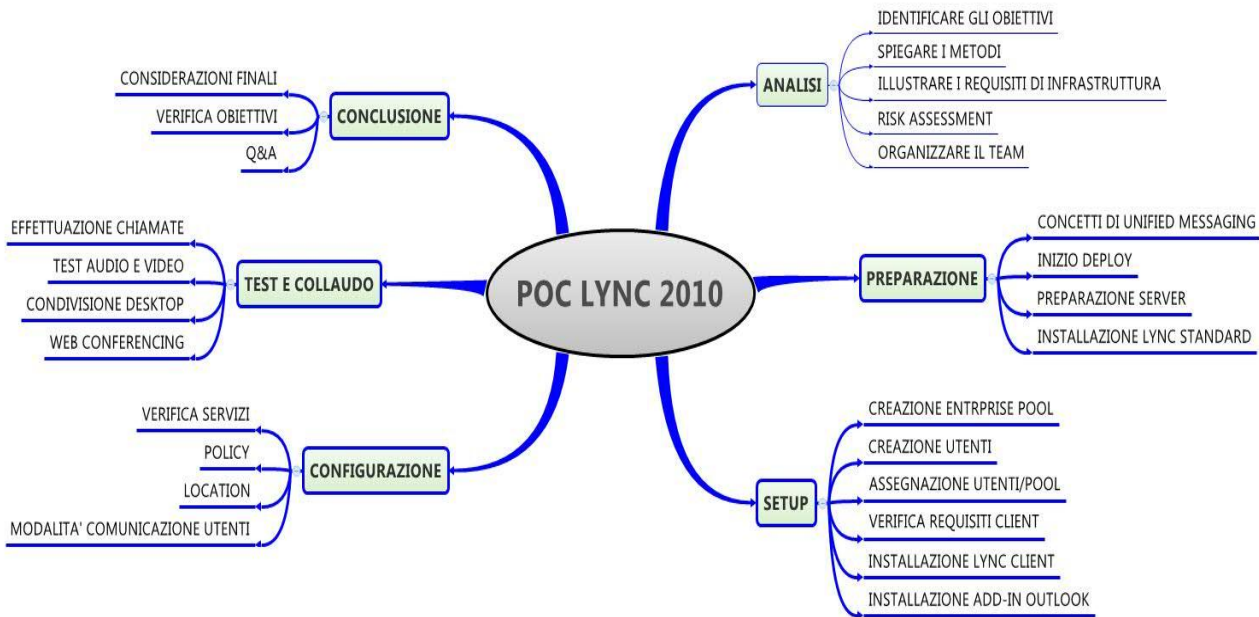 POC LYNC 2010
ANALISI
IDENTIFICARE GLI OBIETTIVI
SPIEGARE I METODI
ILLUSTRARE I REQUISITI DI INFRASTRUTTURA
RISK ASSESSMENT
ORGANIZZARE IL TEAM
PREPARAZIONE
CONCETTI DI UNIFIED MESSAGING
INIZIO DEPLOY
PREPARAZIONE SERVER
INSTALLAZIONE LYNC STANDARD
SETUP
CREAZIONE ENTRPRISE POOL
CREAZIONE UTENTI
ASSEGNAZIONE UTENTI/POOL
VERIFICA REQUISITI CLIENT
INSTALLAZIONE LYNC CLIENT
INSTALLAZIONE ADD-IN OUTLOOK
CONFIGURAZIONE
VERIFICA SERVIZI
POLICY
LOCATION
MODALITA' COMUNICAZIONE UTENTI
TEST E COLLAUDO
EFFETTUAZIONE CHIAMATE
TEST AUDIO E VIDEO
CONDIVISIONE DESKTOP
WEB CONFERENCING
CONCLUSIONE
CONSIDERAZIONI FINALI
VERIFICA OBIETTIVI
Q&A